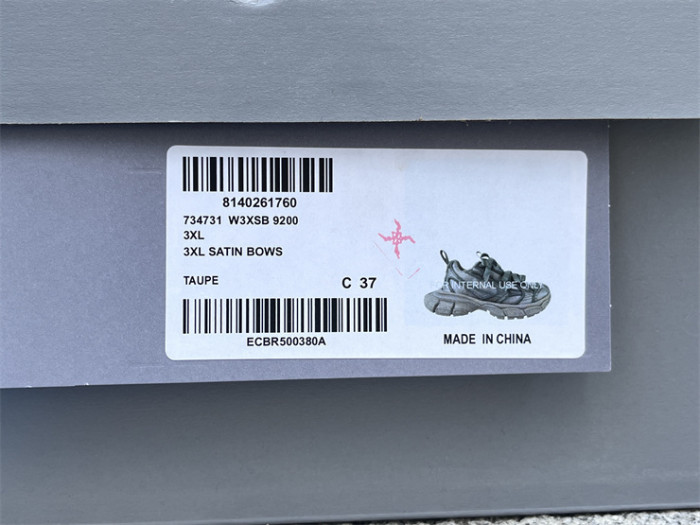 8140261760
734731 W3XSB 9200
3XL
3XL SATIN BOWS
TAUPE C 37
INTERNAL USE ONLY
ECBR500380A
MADE IN CHINA